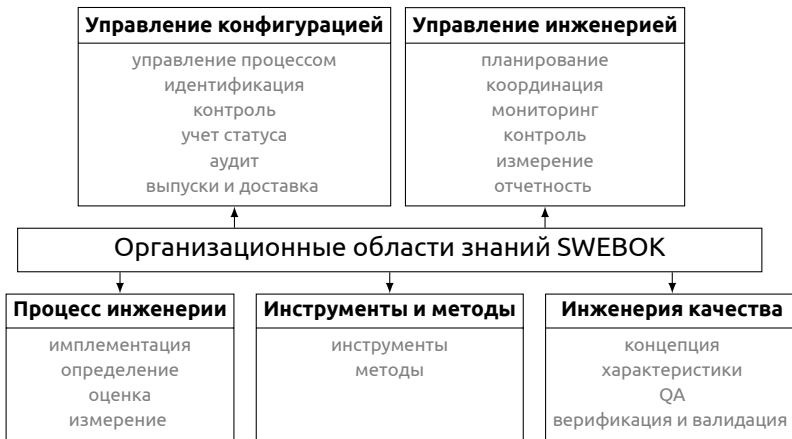 Управление конфигурацией
управление процессом
идентификация
контроль
учет статуса
аудит
выпуски и доставка
Управление инженерией
планирование
координация
мониторинг
контроль
измерение
отчетность
Организационные области знаний SWEBOK
Процесс инженерии
имплементация
определение
оценка
измерение
Инструменты и методы
инструменты
методы
Инженерия качества
концепция
характеристики
QA
верификация и валидация